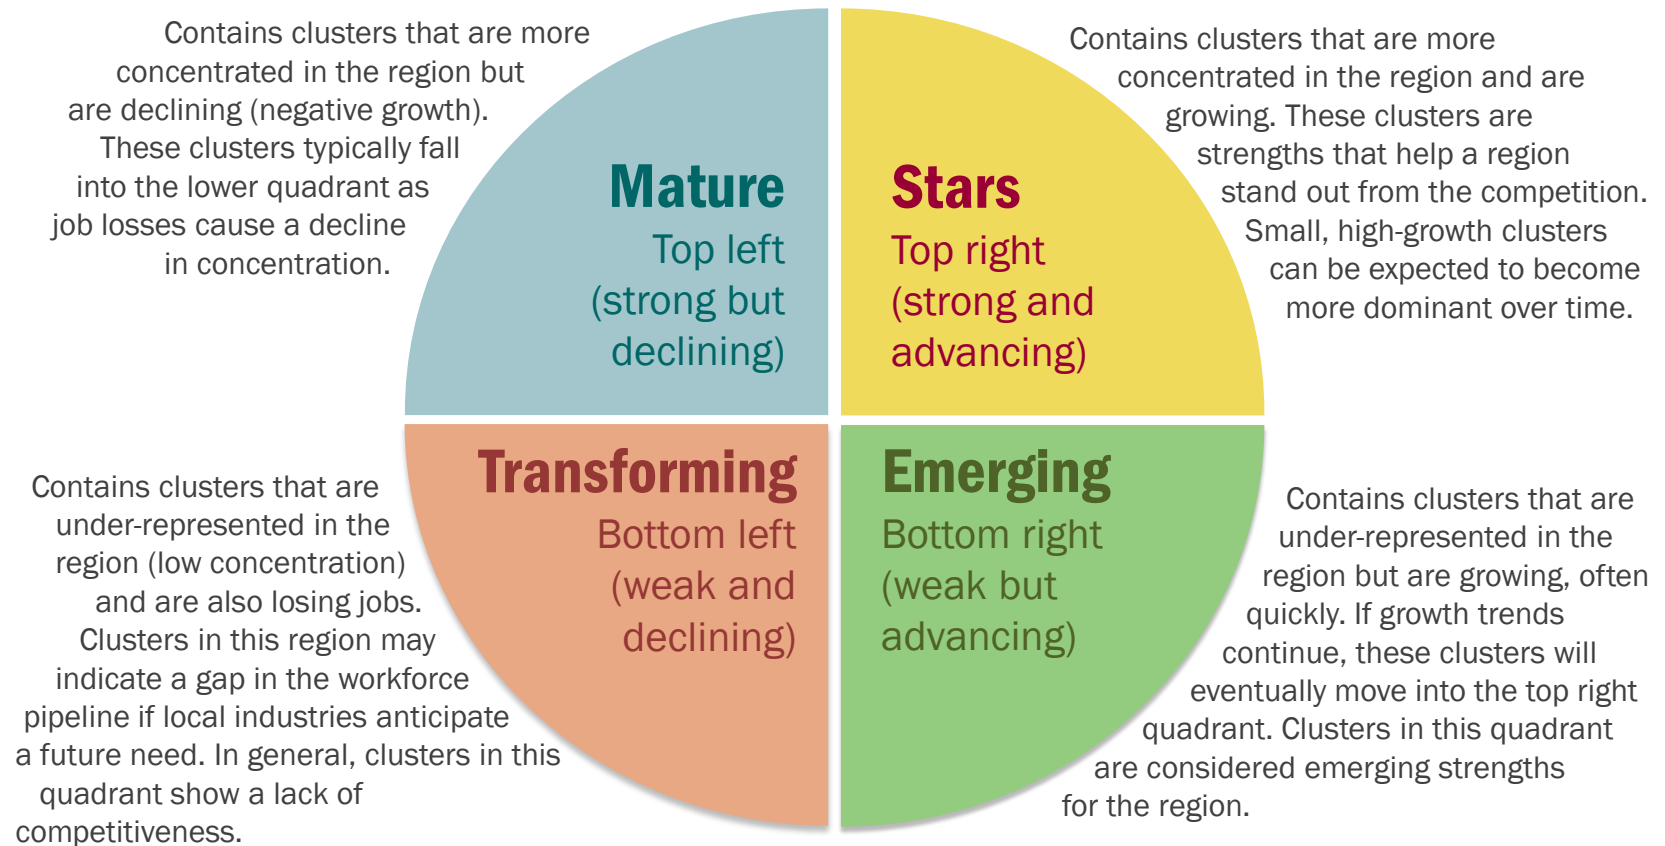 Contains clusters that are more
concentrated in the region but
are declining (negative growth).
These clusters typically fall
into the lower quadrant as
job losses cause a decline
in concentration.
Mature
Top left
(strong but
declining)
Stars
Top right
(strong and
advancing)
Contains clusters that are more
concentrated in the region and are
growing. These clusters are
strengths that help a region
stand out from the competition.
Small, high-growth clusters
can be expected to become
more dominant over time.
Contains clusters that are
under-represented in the
region (low concentration)
and are also losing jobs.
Clusters in this region may
indicate a gap in the workforce
pipeline if local industries anticipate
a future need. In general, clusters in this
quadrant show a lack of
competitiveness.
Transforming
Bottom left
(weak and
declining)
Emerging
Bottom right
(weak but
advancing)
Contains clusters that are
under-represented in the
region but are growing, often
quickly. If growth trends
continue, these clusters will
eventually move into the top right
quadrant. Clusters in this quadrant
are considered emerging strengths
for the region.